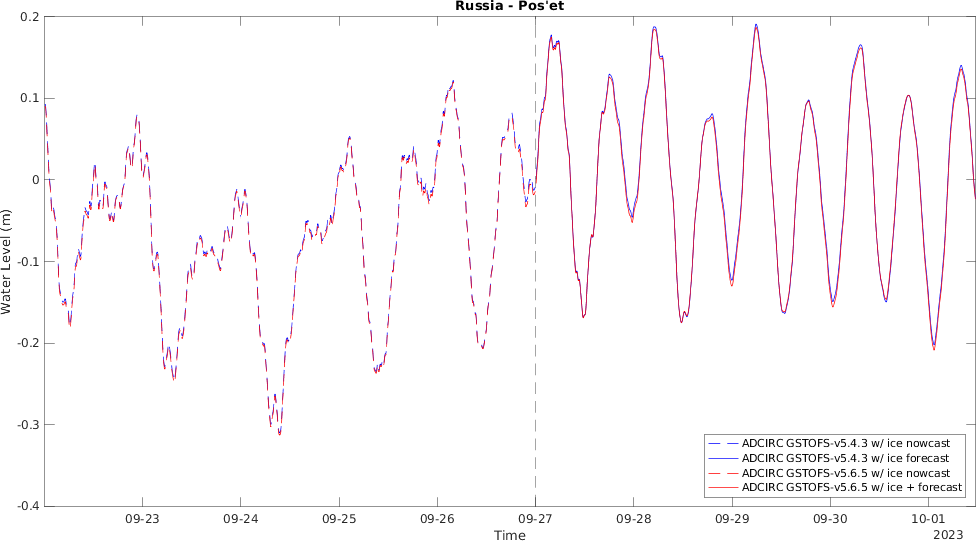 Russia - Pos'et
0.2
0.1
0
-0.1
-0.2
-0.3
-0.4
Water Level (m)
ADCIRC GSTOFS-v5.4.3 w/ ice nowcast
ADCIRC GSTOFS-v5.4.3 w/ ice forecast
ADCIRC GSTOFS-v5.6.5 w/ ice nowcast
ADCIRC GSTOFS-v5.6.5 w/ ice + forecast
09-23 09-24 09-25 09-26 09-27 09-28 09-29 09-30 10-01
Time
2023